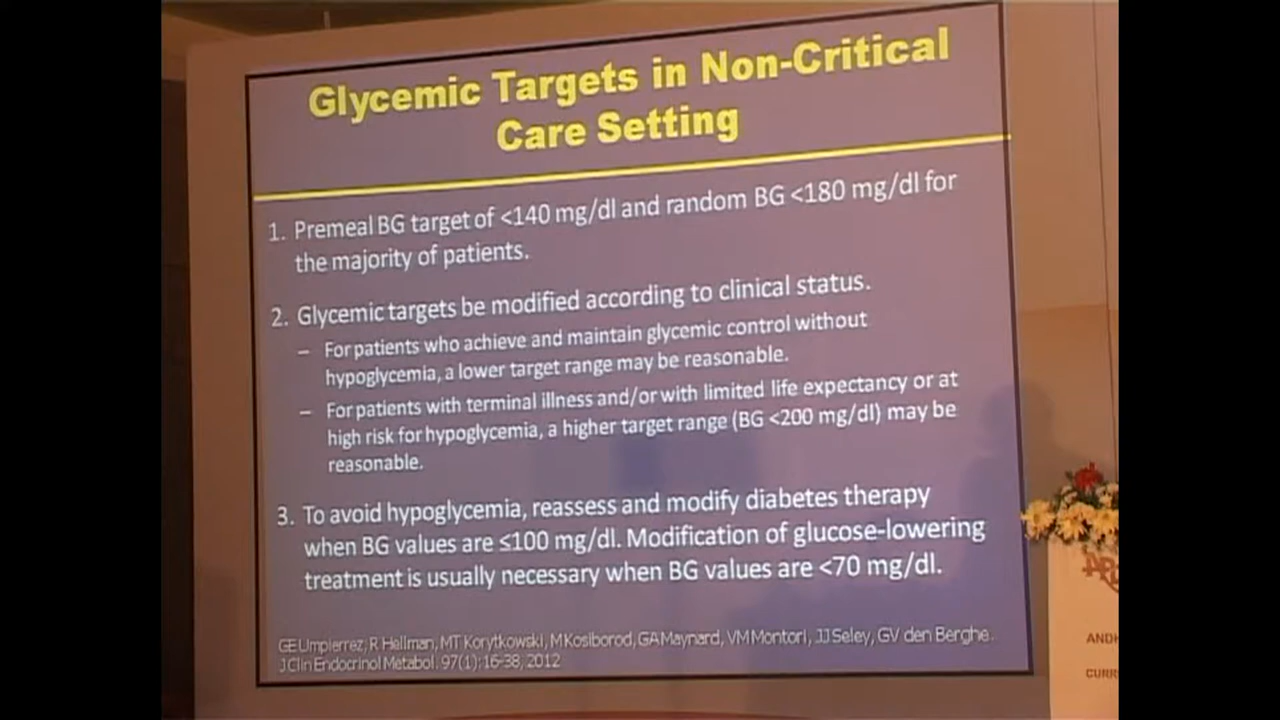 Glycemic Targets in Non-Critical
Care Setting
1. Premeal BG target of <140 mg/dl and random BG <180 mg/dl for
the majority of patients.
2. Glycemic targets be modified according to clinical status.
– For patients who achieve and maintain glycemic control without
hypoglycemia, a lower target range may be reasonable.
– For patients with terminal illness and/or with limited life expectancy or at
high risk for hypoglycemia, a higher target range (BG <200 mg/dl) may be
reasonable.
3. To avoid hypoglycemia, reassess and modify diabetes therapy
when BG values are ≤100 mg/dl. Modification of glucose-lowering
treatment is usually necessary when BG values are <70 mg/dl.
GE Umpierrez, R Hellman, MT Korytkowski, M Kosiborod, GA Maynard, VM Montori, JJ Seley, GV den Berghe.
J Clin Endocrinol Metabol. 97(1):16-38, 2012